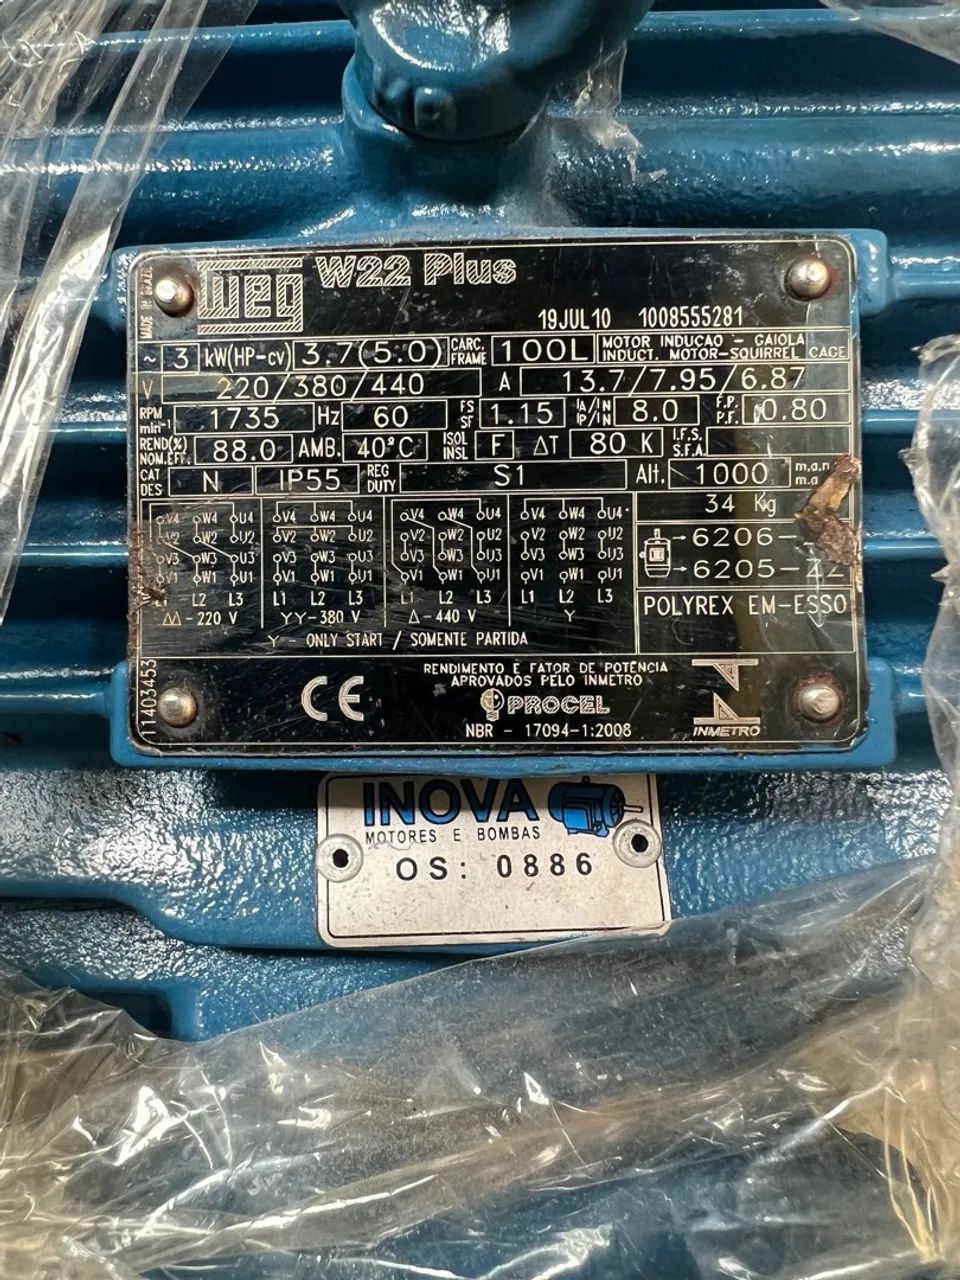 MADE IN BRAZIL
WEG W22 Plus
19JUL10 1008555281
~ 3 kW(HP-cv) 3.7(5.0) CARC. FRAME 100L MOTOR INDUCAO - GAIOLA
INDUCT. MOTOR-SQUIRREL CAGE
V 220/380/440 A 13.7/7.95/6.87
RPM min-1 1735 Hz 60 FS SF 1.15 IA/IN IP/IN 8.0 F.P. P.F. 0.80
REND(%) NOM.EFF. 88.0 AMB. 40°C ISOL INSL F ΔT 80 K I.F.S. S.F.A.
CAT DES N IP55 REG DUTY S1 Alt. 1000 m.a.n m.a
34 Kg
V4 W4 U4 V4 W4 U4 V4 W4 U4 V4 W4 U4
V2 W2 U2 V2 W2 U2 V2 W2 U2 V2 W2 U2
V3 W3 U3 V3 W3 U3 V3 W3 U3 V3 W3 U3
V1 W1 U1 V1 W1 U1 V1 W1 U1 V1 W1 U1
L1 L2 L3 L1 L2 L3 L1 L2 L3 L1 L2 L3
ΔΔ-220 V YY-380 V Δ-440 V Y
6206-
6205-ZZ
POLYREX EM-ESSO
Y - ONLY START / SOMENTE PARTIDA
11403453
CE
RENDIMENTO E FATOR DE POTENCIA
APROVADOS PELO INMETRO
PROCEL
NBR - 17094-1:2008
INMETRO
INOVA
MOTORES E BOMBAS
OS: 0886